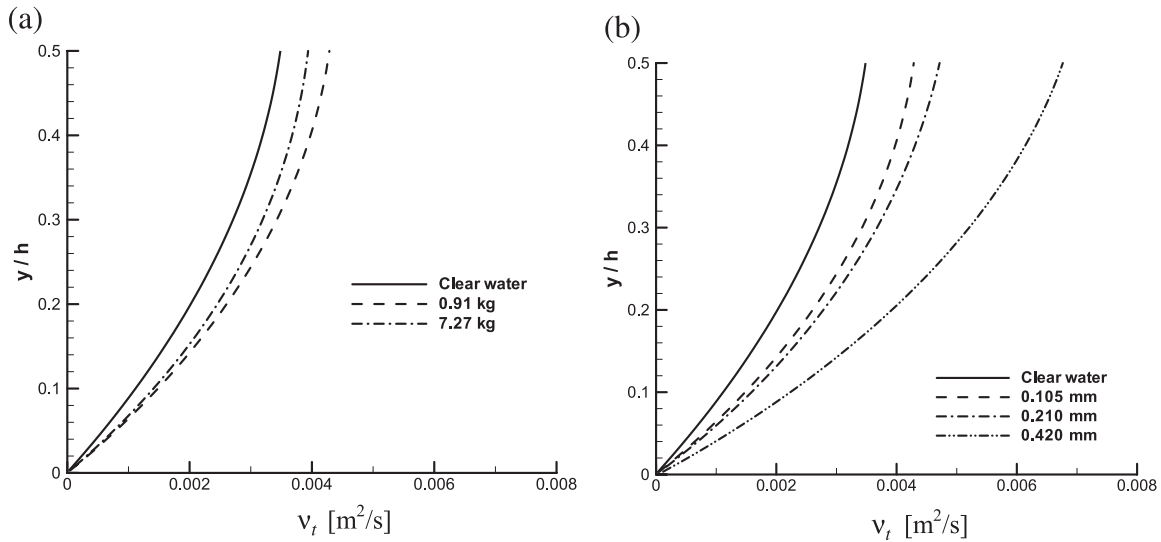 (a)
0.5
0.4
0.3
0.2
0.1
0
y / h
Clear water
0.91 kg
7.27 kg
0
0.002
0.004
0.006
0.008
ν_t [m²/s]
(b)
0.5
0.4
0.3
0.2
0.1
0
y / h
Clear water
0.105 mm
0.210 mm
0.420 mm
0
0.002
0.004
0.006
0.008
ν_t [m²/s]